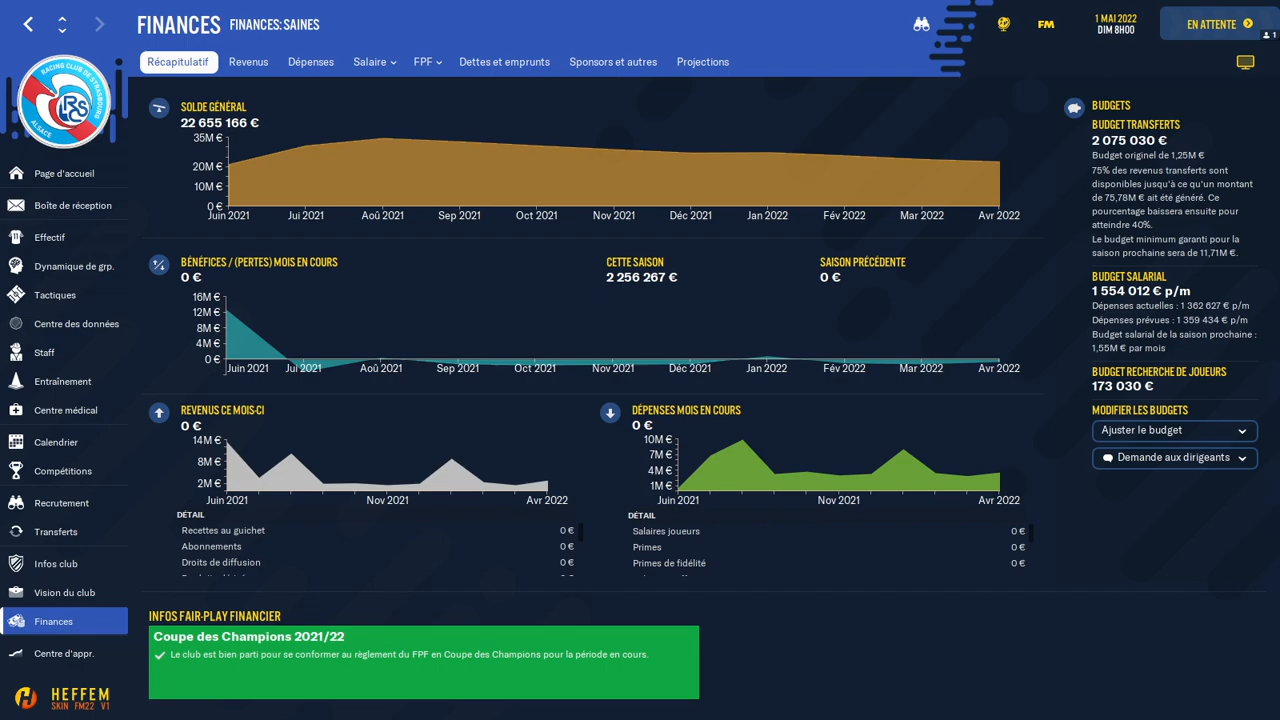 FINANCES
FINANCES: SAINES
FM
1 MAI 2022
DIM 8H00
EN ATTENTE
1
RACING CLUB DE STRASBOURG
RCS
ALSACE
Récapitulatif
Revenus
Dépenses
Salaire
FPF
Dettes et emprunts
Sponsors et autres
Projections
Page d'accueil
Boîte de réception
11
Effectif
Dynamique de grp.
Tactiques
Centre des données
Staff
Entraînement
Centre médical
Calendrier
Compétitions
Recrutement
Transferts
Infos club
Vision du club
Finances
Centre d'appr.
HEFFEM
SKIN FM22 V1
SOLDE GÉNÉRAL
22 655 166 €
35M €
20M €
10M €
0 €
Juin 2021
Jui 2021
Aoû 2021
Sep 2021
Oct 2021
Nov 2021
Déc 2021
Jan 2022
Fév 2022
Mar 2022
Avr 2022
BÉNÉFICES / (PERTES) MOIS EN COURS
0 €
CETTE SAISON
2 256 267 €
SAISON PRÉCÉDENTE
0 €
16M €
12M €
8M €
4M €
0 €
Juin 2021
Jui 2021
Aoû 2021
Sep 2021
Oct 2021
Nov 2021
Déc 2021
Jan 2022
Fév 2022
Mar 2022
Avr 2022
REVENUS CE MOIS-CI
0 €
14M €
8M €
2M €
Juin 2021
Nov 2021
Avr 2022
DÉTAIL
Recettes au guichet 0 €
Abonnements 0 €
Droits de diffusion 0 €
DÉPENSES MOIS EN COURS
0 €
10M €
7M €
4M €
1M €
Juin 2021
Nov 2021
Avr 2022
DÉTAIL
Salaires joueurs 0 €
Primes 0 €
Primes de fidélité 0 €
INFOS FAIR-PLAY FINANCIER
Coupe des Champions 2021/22
Le club est bien parti pour se conformer au règlement du FPF en Coupe des Champions pour la période en cours.
BUDGETS
BUDGET TRANSFERTS
2 075 030 €
Budget originel de 1,25M €
75% des revenus transferts sont
disponibles jusqu'à ce qu'un montant
de 75,78M € ait été généré. Ce
pourcentage baissera ensuite pour
atteindre 40%.
Le budget minimum garanti pour la
saison prochaine sera de 11,71M €.
BUDGET SALARIAL
1 554 012 € p/m
Dépenses actuelles : 1 362 627 € p/m
Dépenses prévues : 1 359 434 € p/m
Budget salarial de la saison prochaine :
1,55M € par mois
BUDGET RECHERCHE DE JOUEURS
173 030 €
MODIFIER LES BUDGETS
Ajuster le budget
Demande aux dirigeants